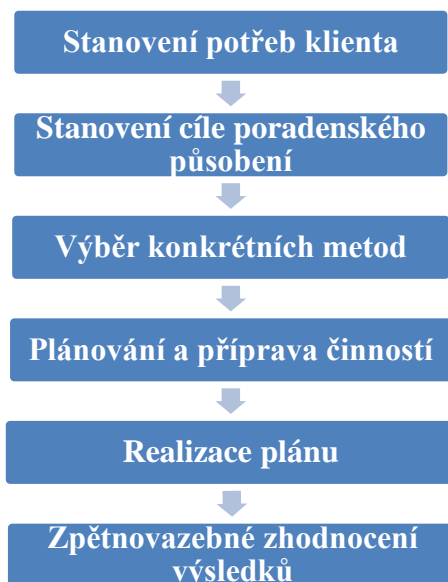 Stanovení potřeb klienta
Stanovení cíle poradenského
působení
Výběr konkrétních metod
Plánování a příprava činností
Realizace plánu
Zpětnovazebné zhodnocení
výsledků